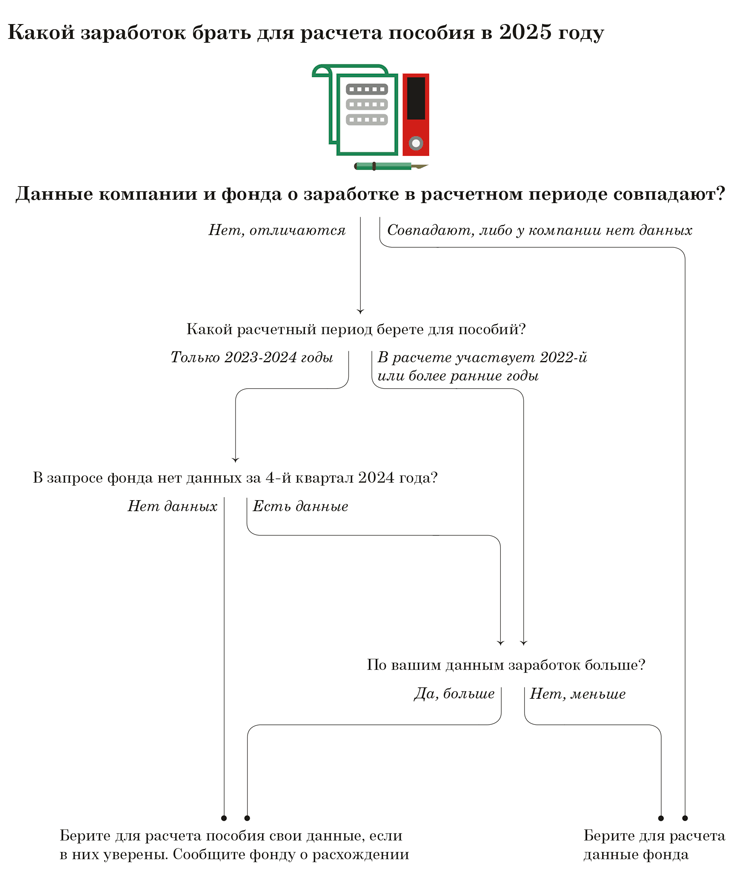 Какой заработок брать для расчета пособия в 2025 году
Данные компании и фонда о заработке в расчетном периоде совпадают?
Нет, отличаются
Совпадают, либо у компании нет данных
Какой расчетный период берете для пособий?
Только 2023-2024 годы
В расчете участвует 2022-й
или более ранние годы
В запросе фонда нет данных за 4-й квартал 2024 года?
Нет данных
Есть данные
По вашим данным заработок больше?
Да, больше
Нет, меньше
Берите для расчета пособия свои данные, если
в них уверены. Сообщите фонду о расхождении
Берите для расчета
данные фонда